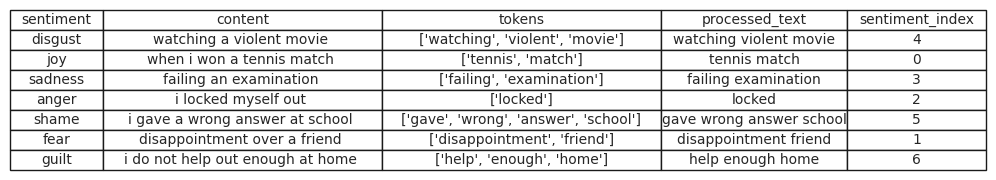 sentiment content tokens processed_text sentiment_index
disgust watching a violent movie ['watching', 'violent', 'movie'] watching violent movie 4
joy when i won a tennis match ['tennis', 'match'] tennis match 0
sadness failing an examination ['failing', 'examination'] failing examination 3
anger i locked myself out ['locked'] locked 2
shame i gave a wrong answer at school ['gave', 'wrong', 'answer', 'school'] gave wrong answer school 5
fear disappointment over a friend ['disappointment', 'friend'] disappointment friend 1
guilt i do not help out enough at home ['help', 'enough', 'home'] help enough home 6